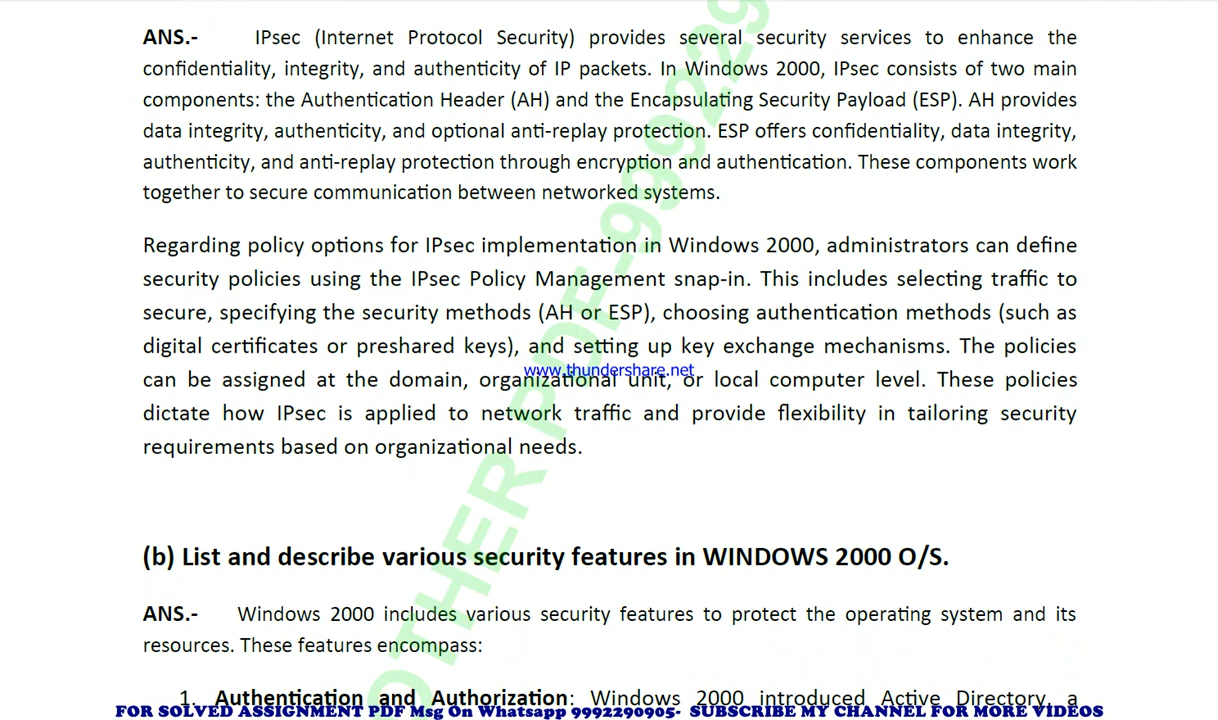 ANS.- IPsec (Internet Protocol Security) provides several security services to enhance the
confidentiality, integrity, and authenticity of IP packets. In Windows 2000, IPsec consists of two main
components: the Authentication Header (AH) and the Encapsulating Security Payload (ESP). AH provides
data integrity, authenticity, and optional anti-replay protection. ESP offers confidentiality, data integrity,
authenticity, and anti-replay protection through encryption and authentication. These components work
together to secure communication between networked systems.
Regarding policy options for IPsec implementation in Windows 2000, administrators can define
security policies using the IPsec Policy Management snap-in. This includes selecting traffic to
secure, specifying the security methods (AH or ESP), choosing authentication methods (such as
digital certificates or preshared keys), and setting up key exchange mechanisms. The policies
www.thundershare.net
can be assigned at the domain, organizational unit, or local computer level. These policies
dictate how IPsec is applied to network traffic and provide flexibility in tailoring security
requirements based on organizational needs.
(b) List and describe various security features in WINDOWS 2000 O/S.
ANS.- Windows 2000 includes various security features to protect the operating system and its
resources. These features encompass:
1. Authentication and Authorization: Windows 2000 introduced Active Directory, a
FOR SOLVED ASSIGNMENT PDF Msg On Whatsapp 9992290905- SUBSCRIBE MY CHANNEL FOR MORE VIDEOS
OTHER PDF-999229